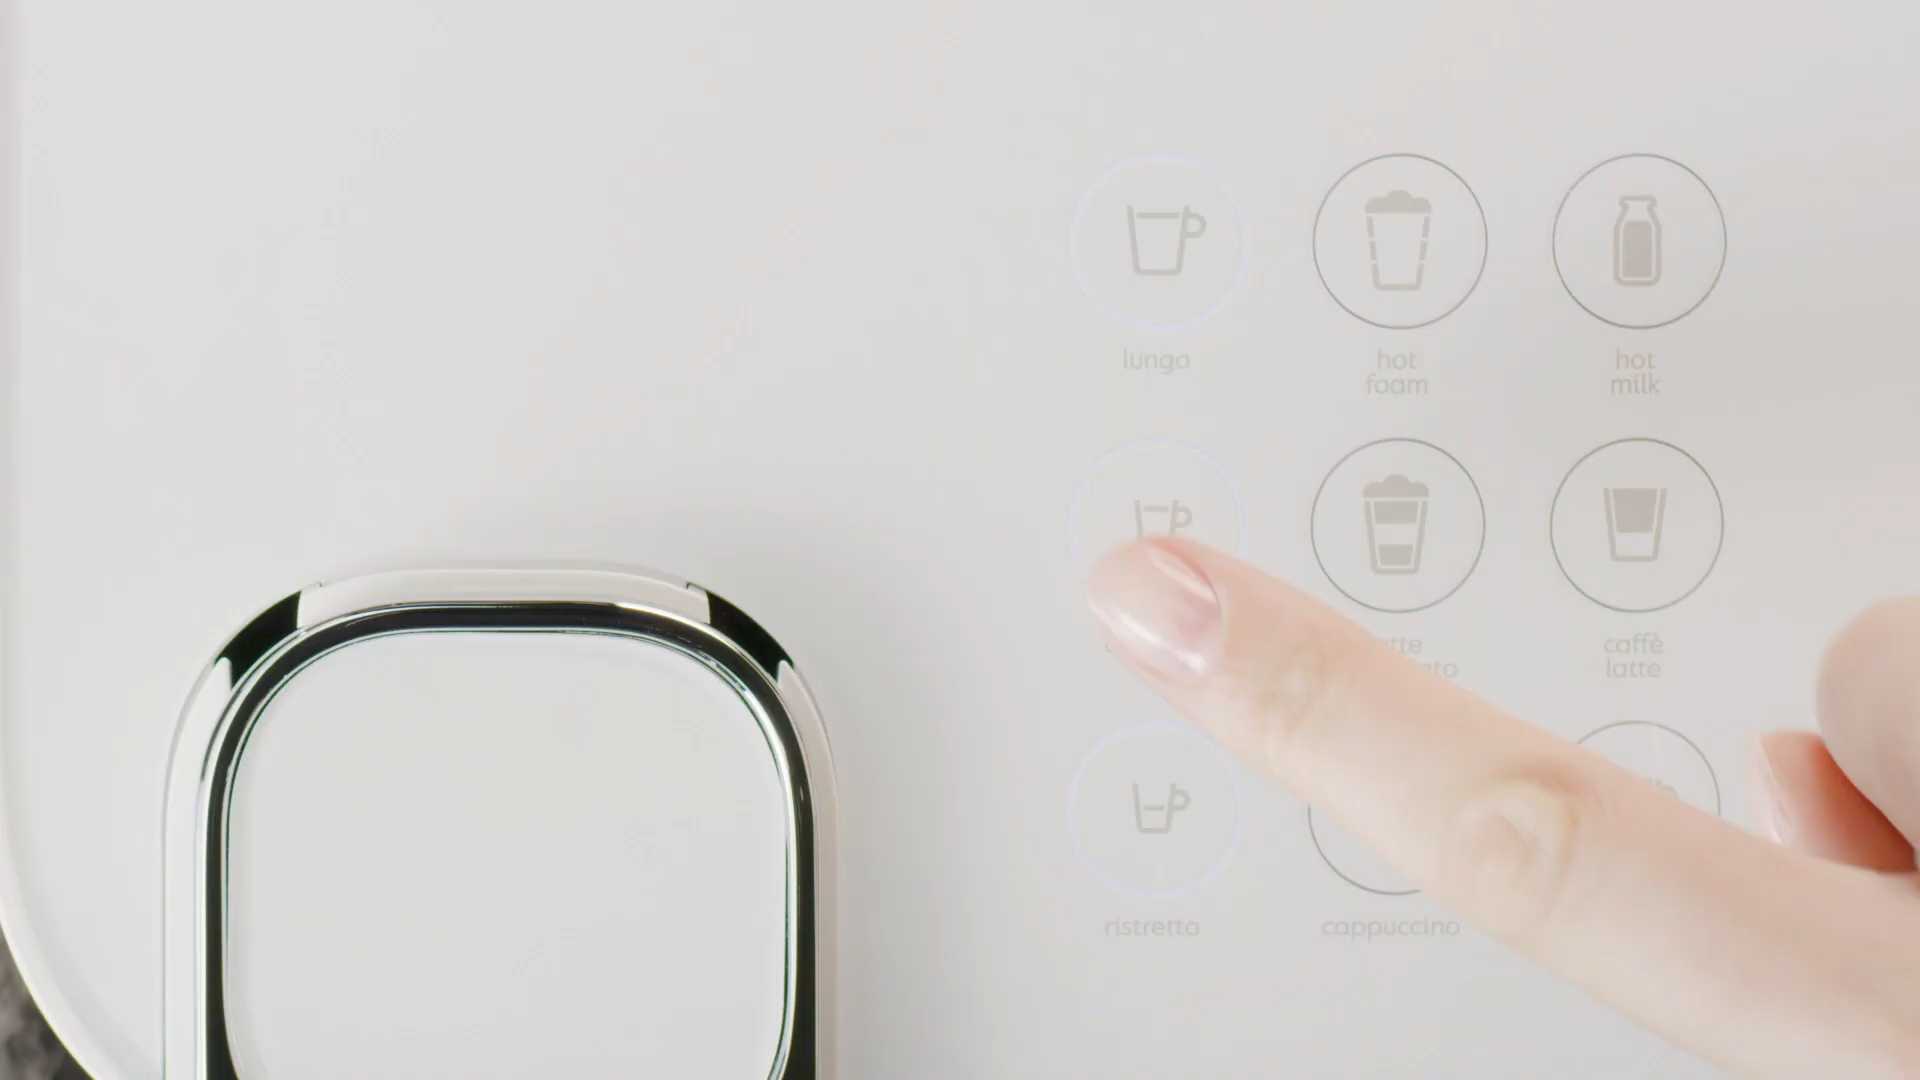 lungo
hot
foam
hot
milk
caffè
latte
ristretto
cappuccino